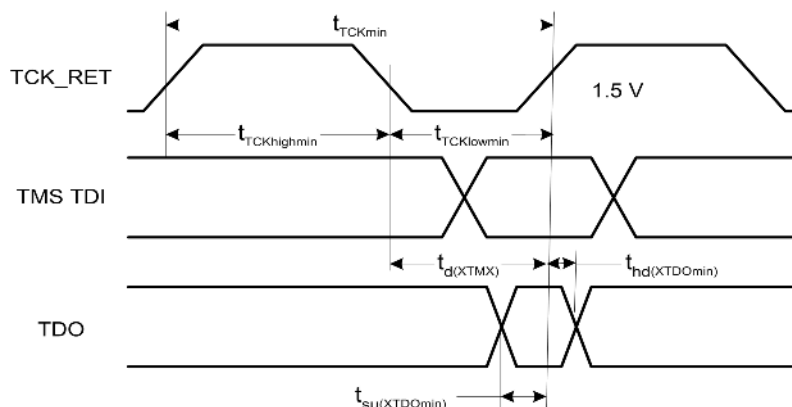 tTCKmin
TCK_RET
1.5 V
tTCKhighmin
tTCKlowmin
TMS TDI
td(XTMX)
thd(XTDOmin)
TDO
tsu(XTDOmin)